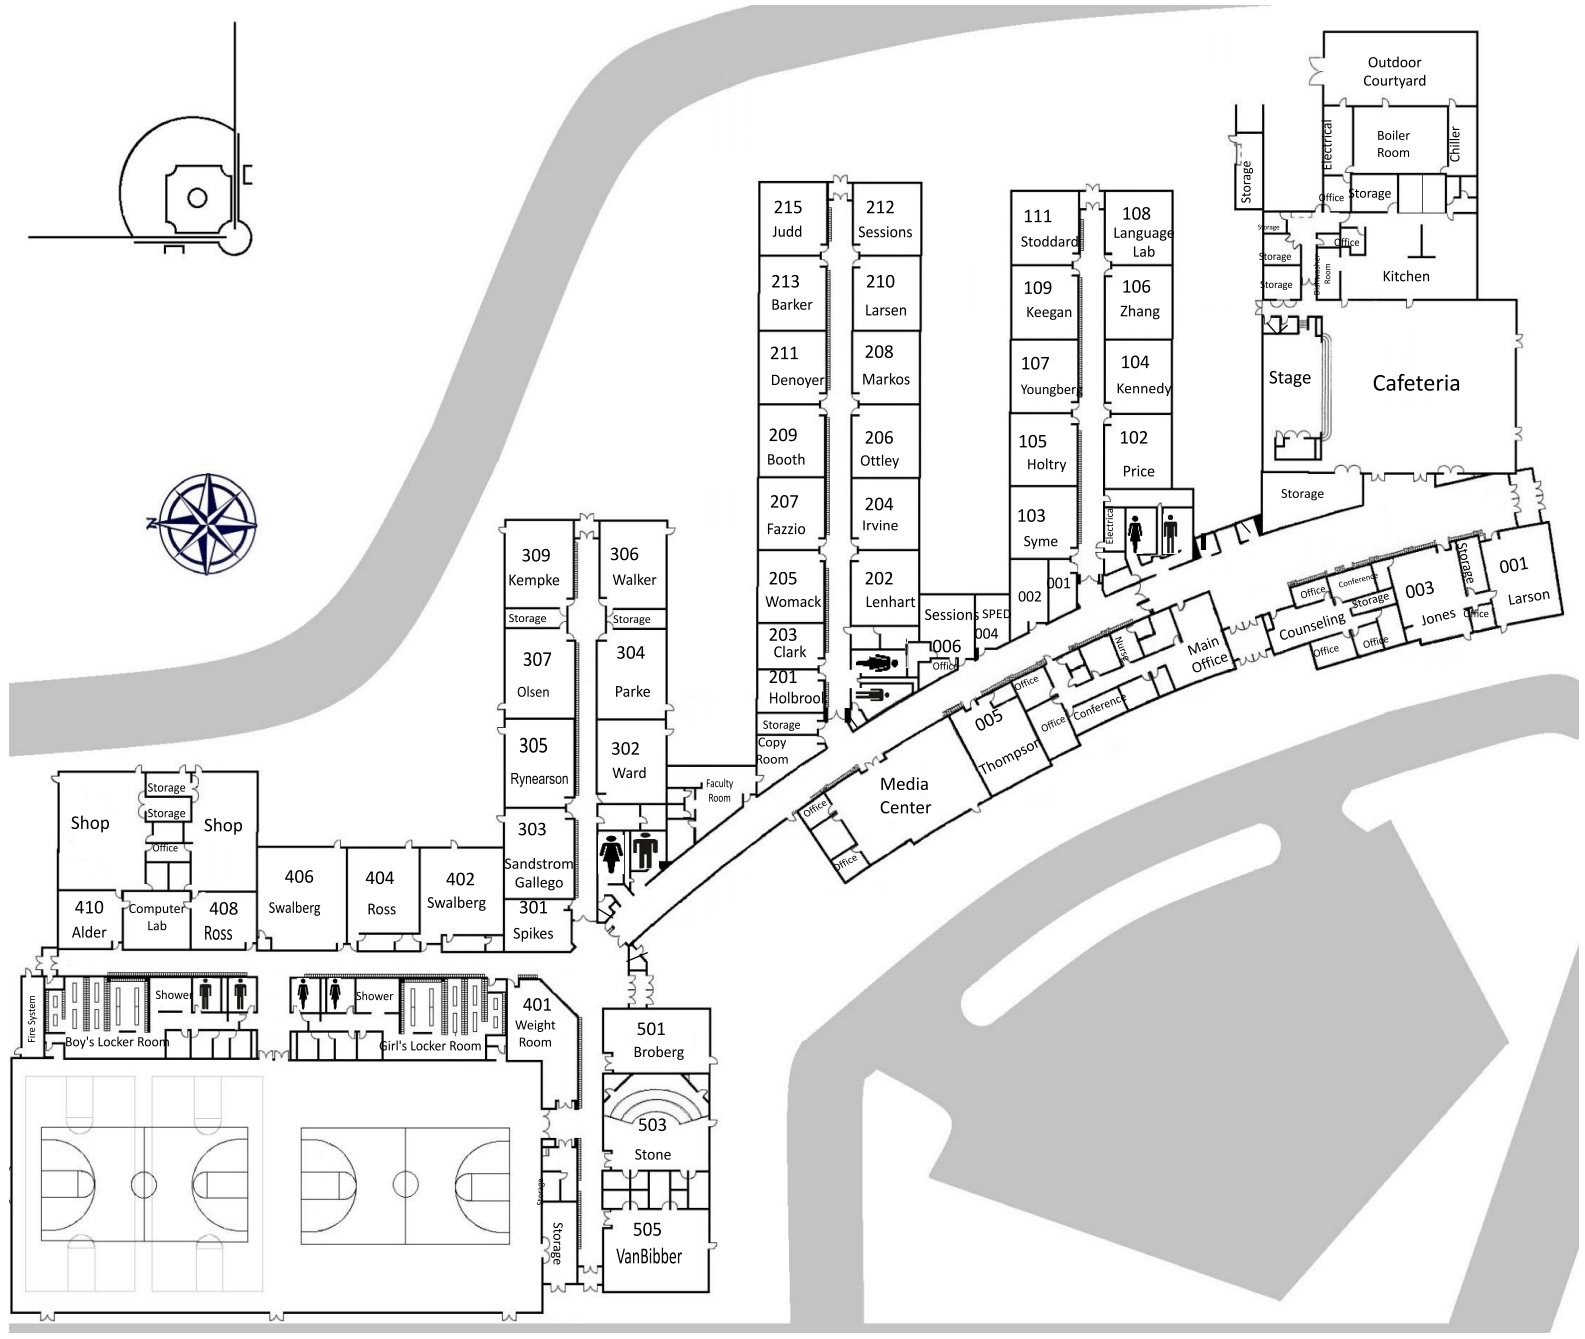 Outdoor
Courtyard
Electrical
Boiler
Room
Chiller
Storage
Office
Storage
Storage
Office
Storage
Storage
Room
Kitchen
Stage
Cafeteria
Storage
215
Judd
212
Sessions
213
Barker
210
Larsen
211
Denoyer
208
Markos
209
Booth
206
Ottley
207
Fazzio
204
Irvine
205
Womack
202
Lenhart
203
Clark
201
Holbrook
Storage
Copy
Room
Sessions
006
Office
SPED
004
111
Stoddard
108
Language
Lab
109
Keegan
106
Zhang
107
Youngberg
104
Kennedy
105
Holtry
102
Price
103
Syme
Electrical
002
001
N
309
Kempke
306
Walker
Storage
Storage
307
Olsen
304
Parke
305
Rynearson
302
Ward
303
Sandstrom
Gallego
301
Spikes
Faculty
Room
Office
Conference
Storage
Counseling
Office
Office
003
Jones
Storage
Office
001
Larson
Main
Office
Nurse
Office
Office
Conference
005
Thompson
Media
Center
Office
Office
Shop
Storage
Storage
Office
Shop
410
Alder
Computer
Lab
408
Ross
406
Swalberg
404
Ross
402
Swalberg
Fire System
Shower
Boy's Locker Room
Shower
Girl's Locker Room
401
Weight
Room
501
Broberg
503
Stone
505
VanBibber
Storage
Storage